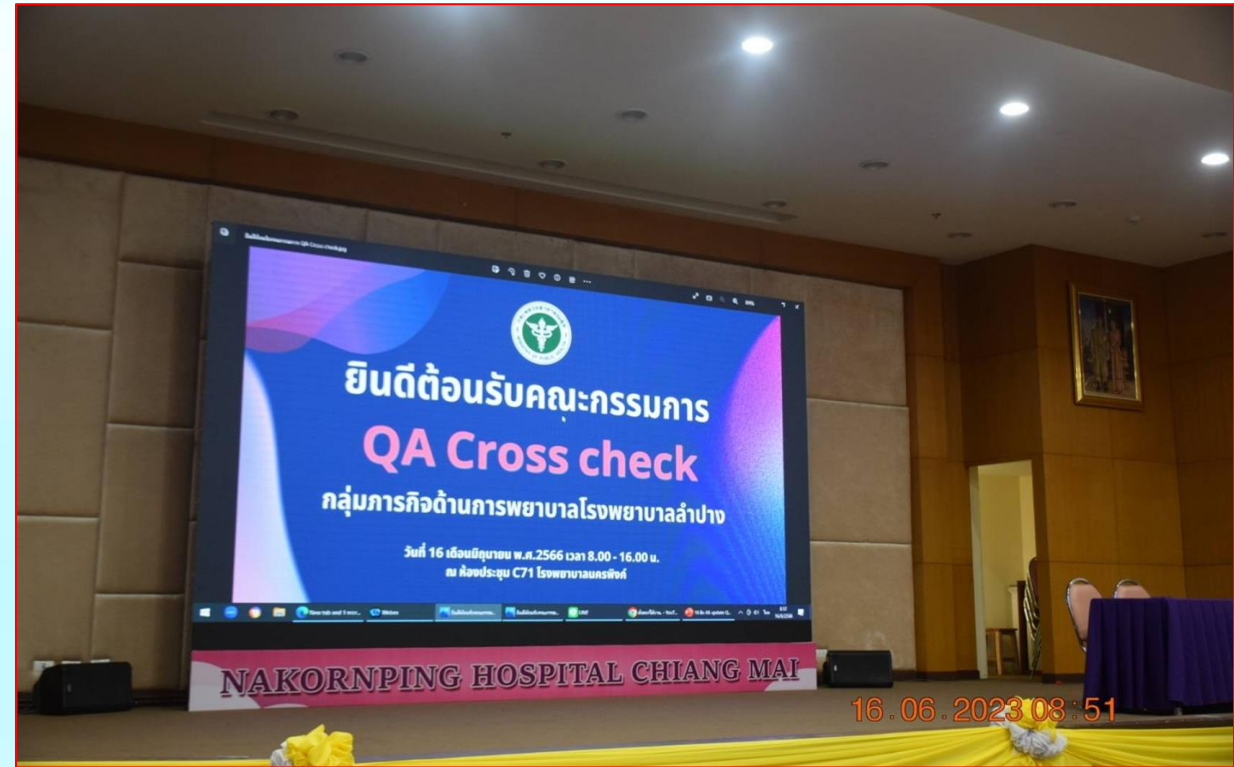 ยินดีต้อนรับคณะกรรมการ
QA Cross check
กลุ่มภารกิจด้านการพยาบาลโรงพยาบาลลำปาง
วันที่ 16 เดือนมิถุนายน พ.ศ.2566 เวลา 8.00 - 16.00 น.
ณ ห้องประชุม C71 โรงพยาบาลนครพิงค์
NAKORNPING HOSPITAL CHIANG MAI
16.06.2023 08:51